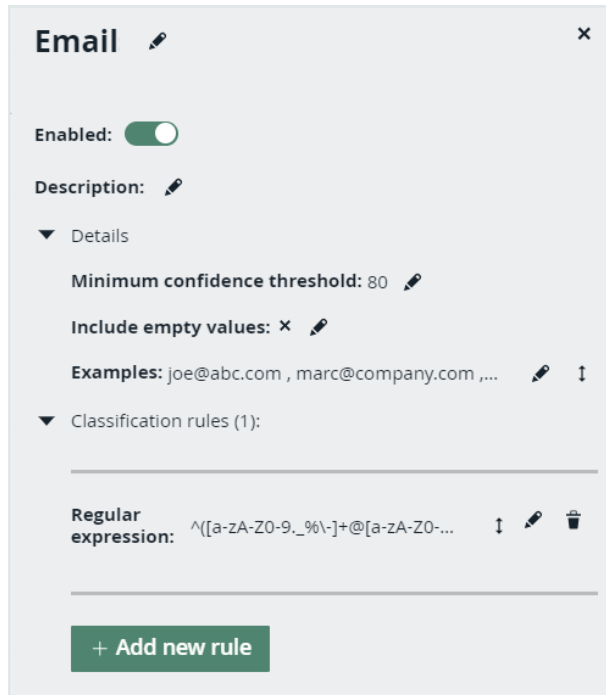 Email
Enabled:
Description:
Details
Minimum confidence threshold: 80
Include empty values: ×
Examples: joe@abc.com , marc@company.com ,...
Classification rules (1):
Regular
expression: ^([a-zA-Z0-9._%\-]+@[a-zA-Z0-...
+ Add new rule